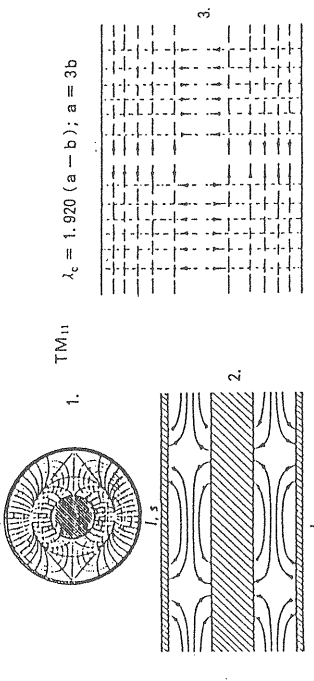 TM₁₁
λc = 1.920 (a − b); a = 3b
1.
l, s
2.
3.